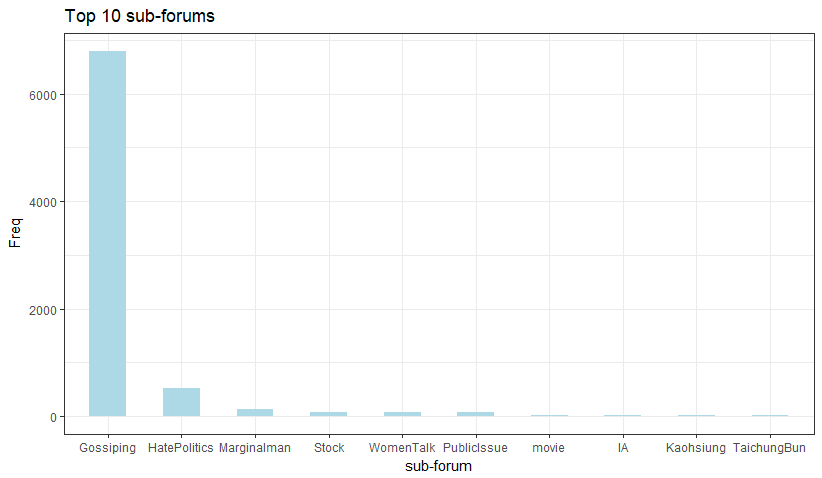 Top 10 sub-forums
Freq
6000
4000
2000
0
Gossiping HatPolitics Marginalman Stock WomenTalk PublicIssue movie IA Kaohsiung TaichungBun
sub-forum